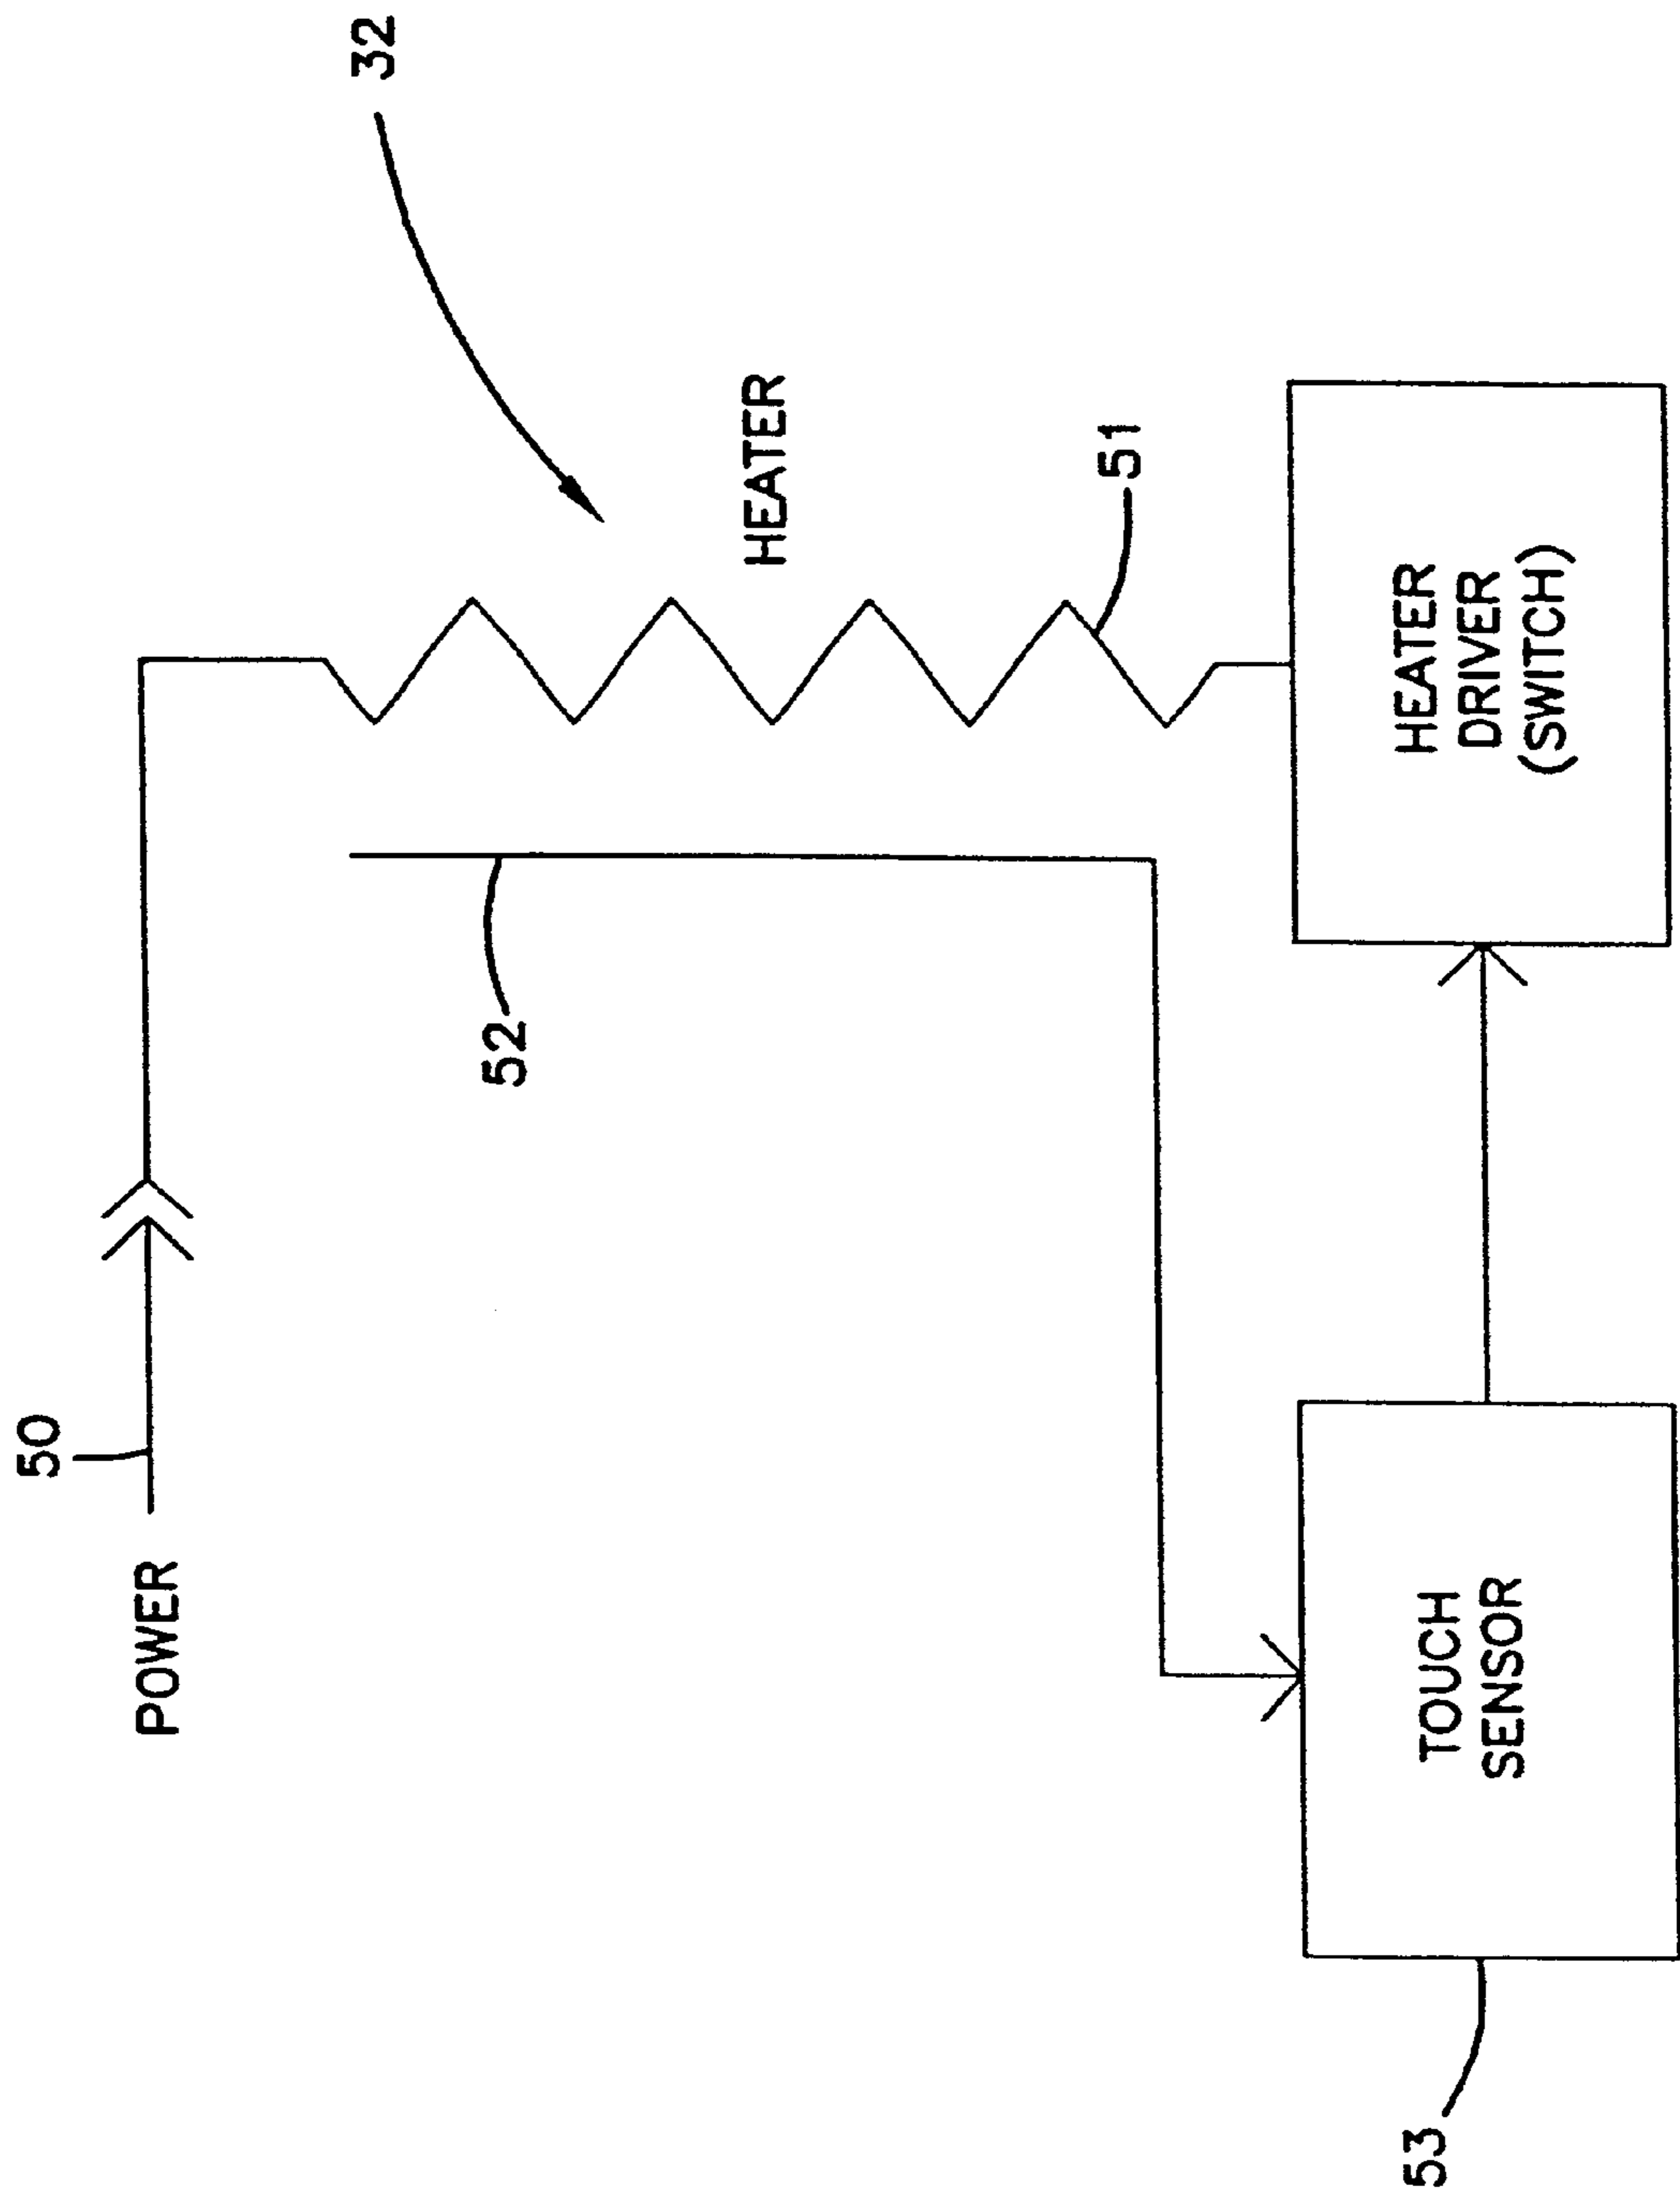 32
HEATER
51
50
POWER
52
HEATER
DRIVER
(SWITCH)
TOUCH
SENSOR
53